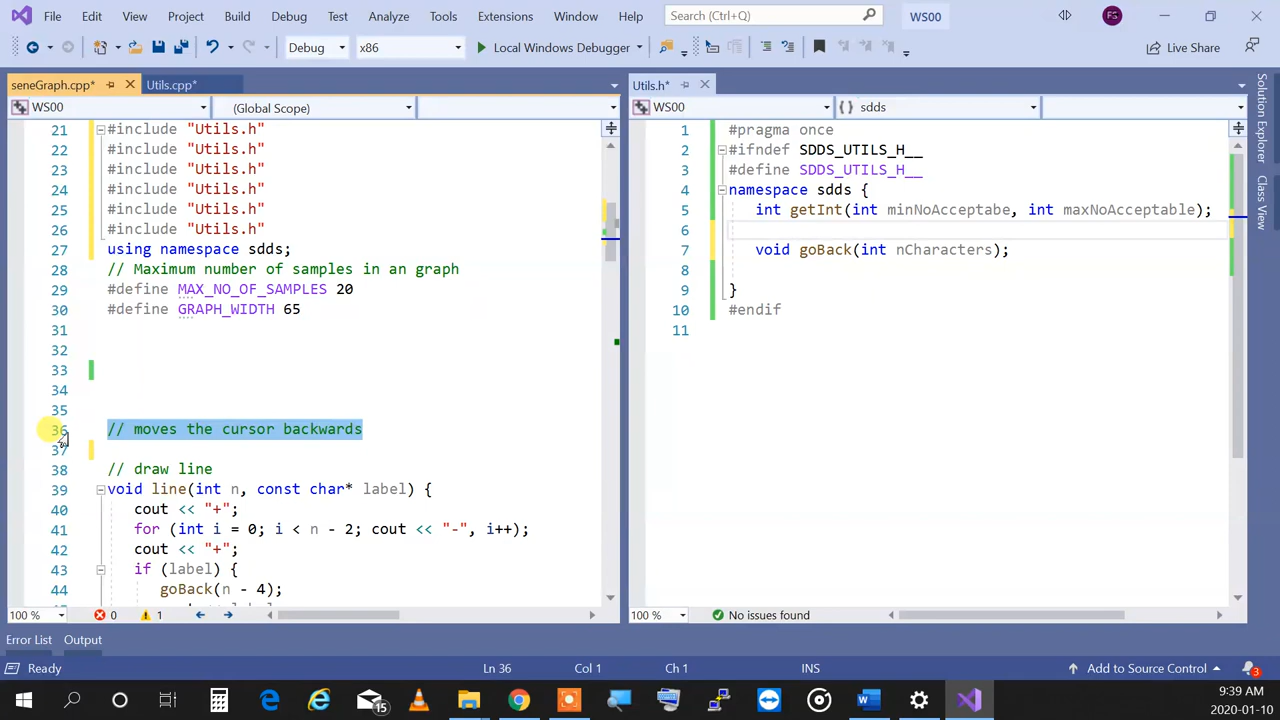 File Edit View Project Build Debug Test Analyze Tools Extensions Window Help Search (Ctrl+Q) WS00 FS
Debug x86 Local Windows Debugger Live Share
seneGraph.cpp* Utils.cpp* Utils.h*
WS00 (Global Scope) WS00 sdds
21 #include "Utils.h"
22 #include "Utils.h"
23 #include "Utils.h"
24 #include "Utils.h"
25 #include "Utils.h"
26 #include "Utils.h"
27 using namespace sdds;
28 // Maximum number of samples in an graph
29 #define MAX_NO_OF_SAMPLES 20
30 #define GRAPH_WIDTH 65
31
32
33
34
35
36 // moves the cursor backwards
37
38 // draw line
39 void line(int n, const char* label) {
40 cout << "+";
41 for (int i = 0; i < n - 2; cout << "-", i++);
42 cout << "+";
43 if (label) {
44 goBack(n - 4);
1 #pragma once
2 #ifndef SDDS_UTILS_H__
3 #define SDDS_UTILS_H__
4 namespace sdds {
5 int getInt(int minNoAcceptabe, int maxNoAcceptable);
6
7 void goBack(int nCharacters);
8
9 }
10 #endif
11
Solution Explorer
Class View
100 % 0 1 100 % No issues found
Error List Output
Ready Ln 36 Col 1 Ch 1 INS Add to Source Control 3
15 9:39 AM
2020-01-10